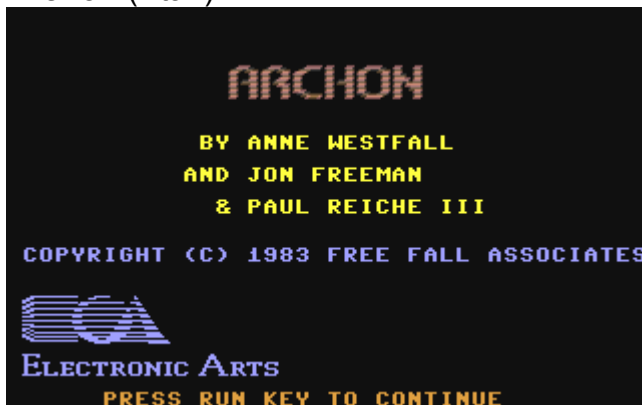 ARCHON
BY ANNE WESTFALL
AND JON FREEMAN
& PAUL REICHE III
COPYRIGHT (C) 1983 FREE FALL ASSOCIATES
ELECTRONIC ARTS
PRESS RUN KEY TO CONTINUE